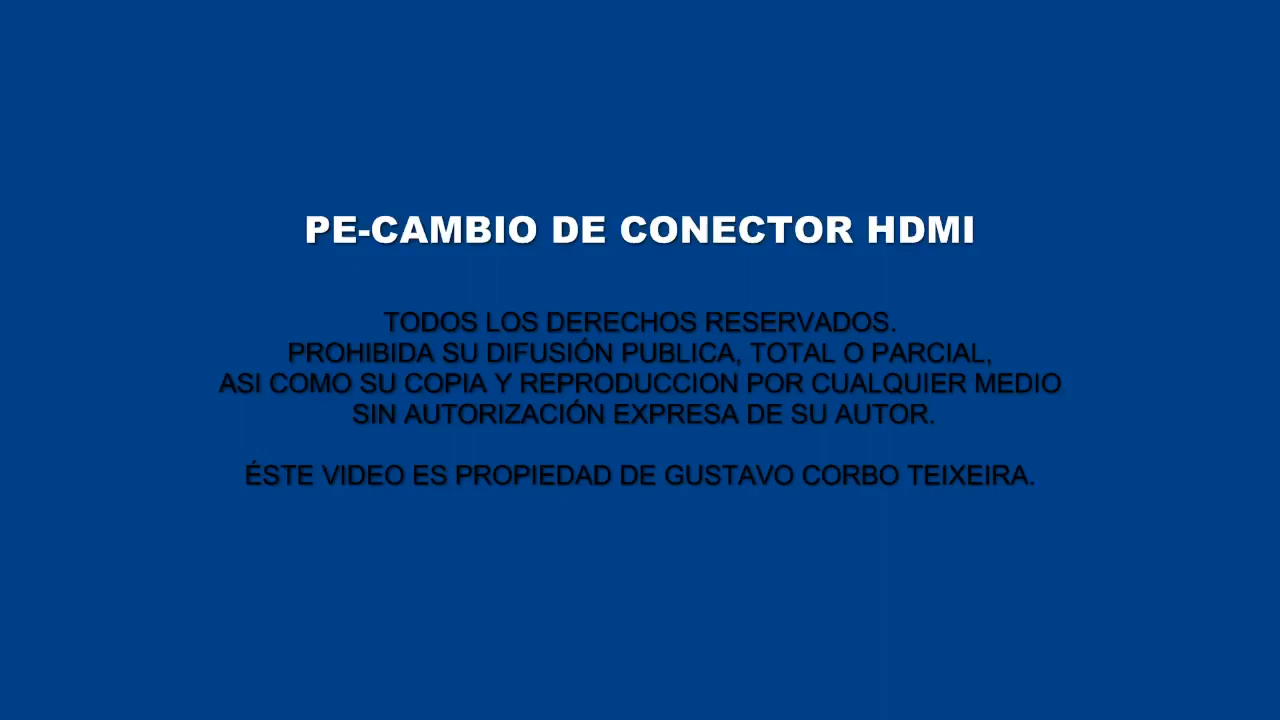 PE-CAMBIO DE CONECTOR HDMI
TODOS LOS DERECHOS RESERVADOS.
PROHIBIDA SU DIFUSIÓN PUBLICA, TOTAL O PARCIAL,
ASI COMO SU COPIA Y REPRODUCCION POR CUALQUIER MEDIO
SIN AUTORIZACIÓN EXPRESA DE SU AUTOR.
ÉSTE VIDEO ES PROPIEDAD DE GUSTAVO CORBO TEIXEIRA.